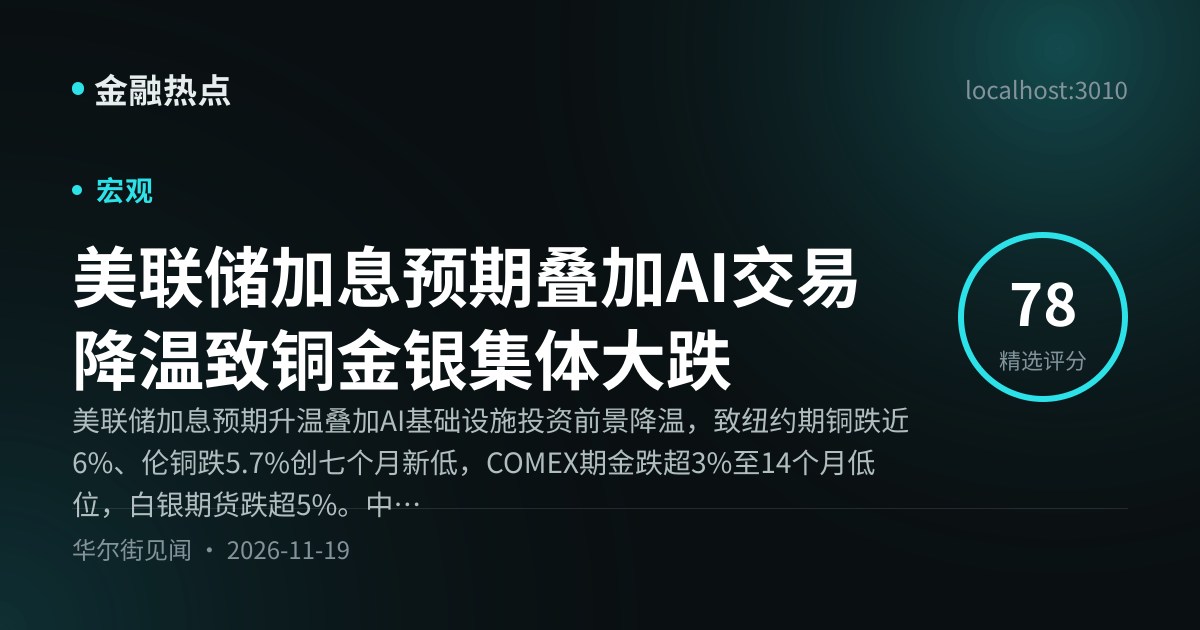 金融热点
localhost:3010
宏观
美联储加息预期叠加AI交易
降温致铜金银集体大跌
78
精选评分
美联储加息预期升温叠加AI基础设施投资前景降温，致纽约期铜跌近
6%、伦铜跌5.7%创七个月新低，COMEX期金跌超3%至14个月低
位，白银期货跌超5%。中…
华尔街见闻 · 2026-11-19